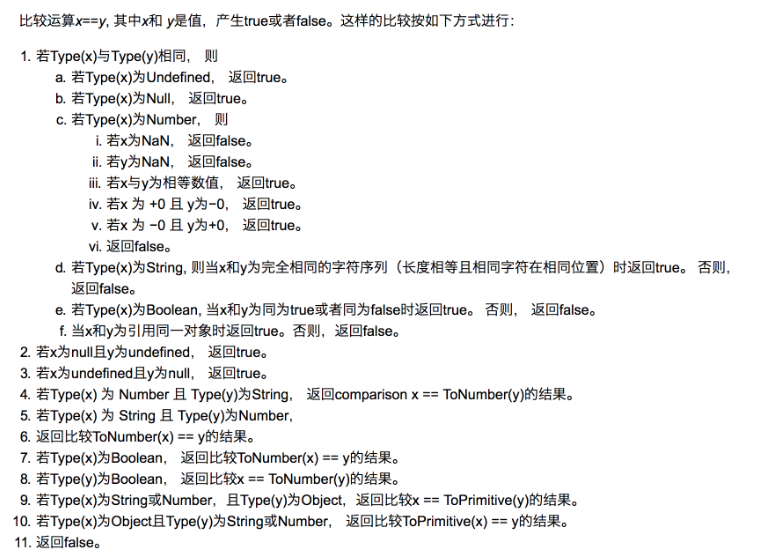 比较运算x==y, 其中x和 y是值，产生true或者false。这样的比较按如下方式进行：
1. 若Type(x)与Type(y)相同， 则
a. 若Type(x)为Undefined， 返回true。
b. 若Type(x)为Null， 返回true。
c. 若Type(x)为Number， 则
i. 若x为NaN， 返回false。
ii. 若y为NaN， 返回false。
iii. 若x与y为相等数值， 返回true。
iv. 若x 为 +0 且 y为−0， 返回true。
v. 若x 为 −0 且 y为+0， 返回true。
vi. 返回false。
d. 若Type(x)为String, 则当x和y为完全相同的字符序列（长度相等且相同字符在相同位置）时返回true。 否则，
返回false。
e. 若Type(x)为Boolean, 当x和y为同为true或者同为false时返回true。 否则， 返回false。
f. 当x和y为引用同一对象时返回true。否则，返回false。
2. 若x为null且y为undefined， 返回true。
3. 若x为undefined且y为null， 返回true。
4. 若Type(x) 为 Number 且 Type(y)为String， 返回comparison x == ToNumber(y)的结果。
5. 若Type(x) 为 String 且 Type(y)为Number,
6. 返回比较ToNumber(x) == y的结果。
7. 若Type(x)为Boolean， 返回比较ToNumber(x) == y的结果。
8. 若Type(y)为Boolean， 返回比较x == ToNumber(y)的结果。
9. 若Type(x)为String或Number，且Type(y)为Object，返回比较x == ToPrimitive(y)的结果。
10. 若Type(x)为Object且Type(y)为String或Number， 返回比较ToPrimitive(x) == y的结果。
11. 返回false。